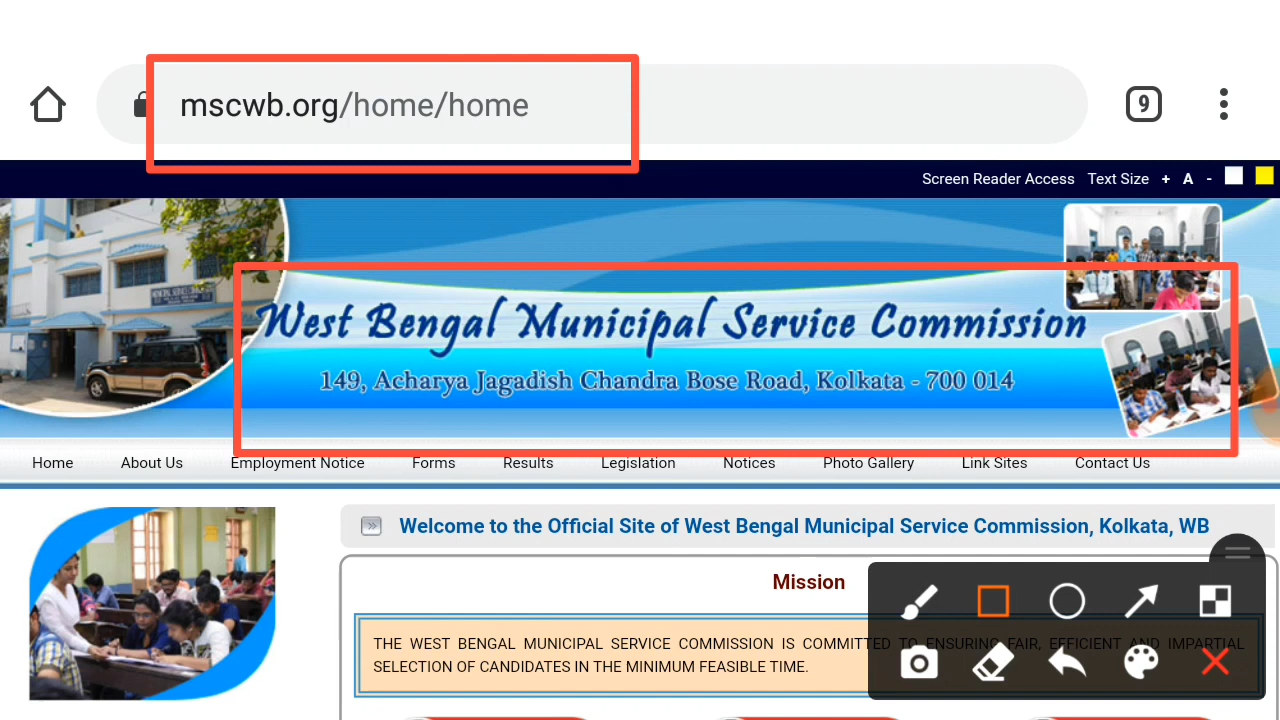 mscwb.org/home/home
9
Screen Reader Access Text Size + A -
West Bengal Municipal Service Commission
149, Acharya Jagadish Chandra Bose Road, Kolkata - 700 014
Home About Us Employment Notice Forms Results Legislation Notices Photo Gallery Link Sites Contact Us
Welcome to the Official Site of West Bengal Municipal Service Commission, Kolkata, WB
Mission
THE WEST BENGAL MUNICIPAL SERVICE COMMISSION IS COMMITTED TO ENSURING FAIR, EFFICIENT AND IMPARTIAL
SELECTION OF CANDIDATES IN THE MINIMUM FEASIBLE TIME.